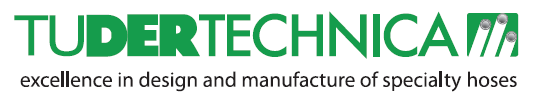 TUDERTECHNICA
excellence in design and manufacture of specialty hoses